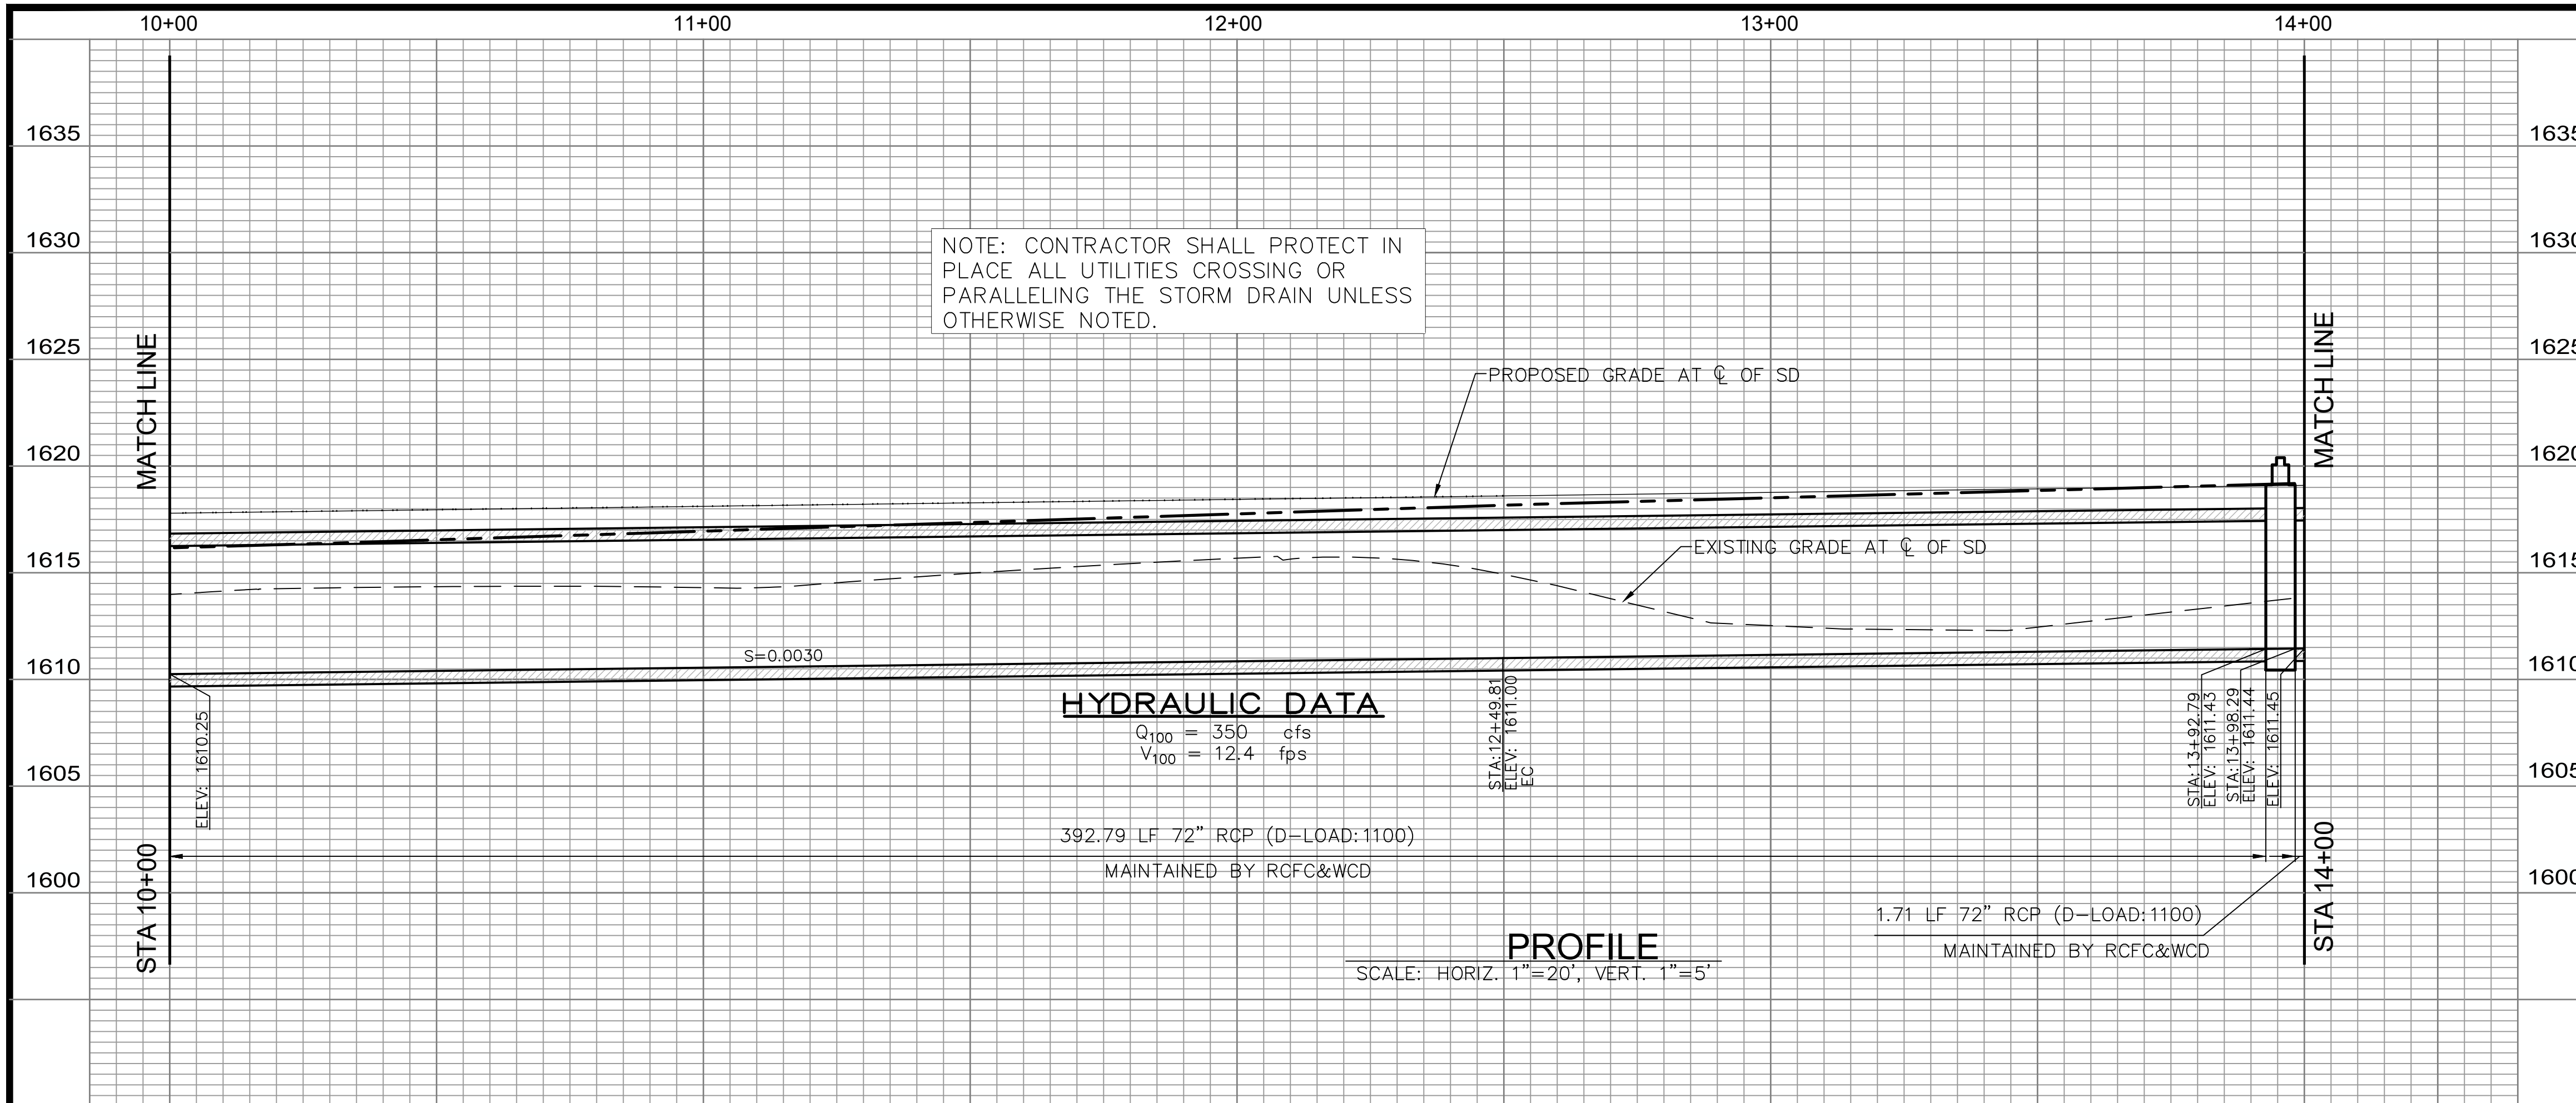 10+00 11+00 12+00 13+00 14+00
1635 1635
1630 1630
NOTE: CONTRACTOR SHALL PROTECT IN
PLACE ALL UTILITIES CROSSING OR
PARALLELING THE STORM DRAIN UNLESS
OTHERWISE NOTED.
1625 1625
MATCH LINE
MATCH LINE
PROPOSED GRADE AT ℄ OF SD
1620 1620
1615 1615
EXISTING GRADE AT ℄ OF SD
1610 1610
S=0.0030
ELEV: 1610.25
HYDRAULIC DATA
Q100 = 350 cfs
V100 = 12.4 fps
STA:12+49.81
ELEV: 1611.00
EC
STA:13+92.79
ELEV: 1611.43
STA:13+98.29
ELEV: 1611.44
ELEV: 1611.45
1605 1605
392.79 LF 72" RCP (D-LOAD:1100)
MAINTAINED BY RCFC&WCD
1600 1600
STA 10+00
STA 14+00
1.71 LF 72" RCP (D-LOAD:1100)
MAINTAINED BY RCFC&WCD
PROFILE
SCALE: HORIZ. 1"=20', VERT. 1"=5'